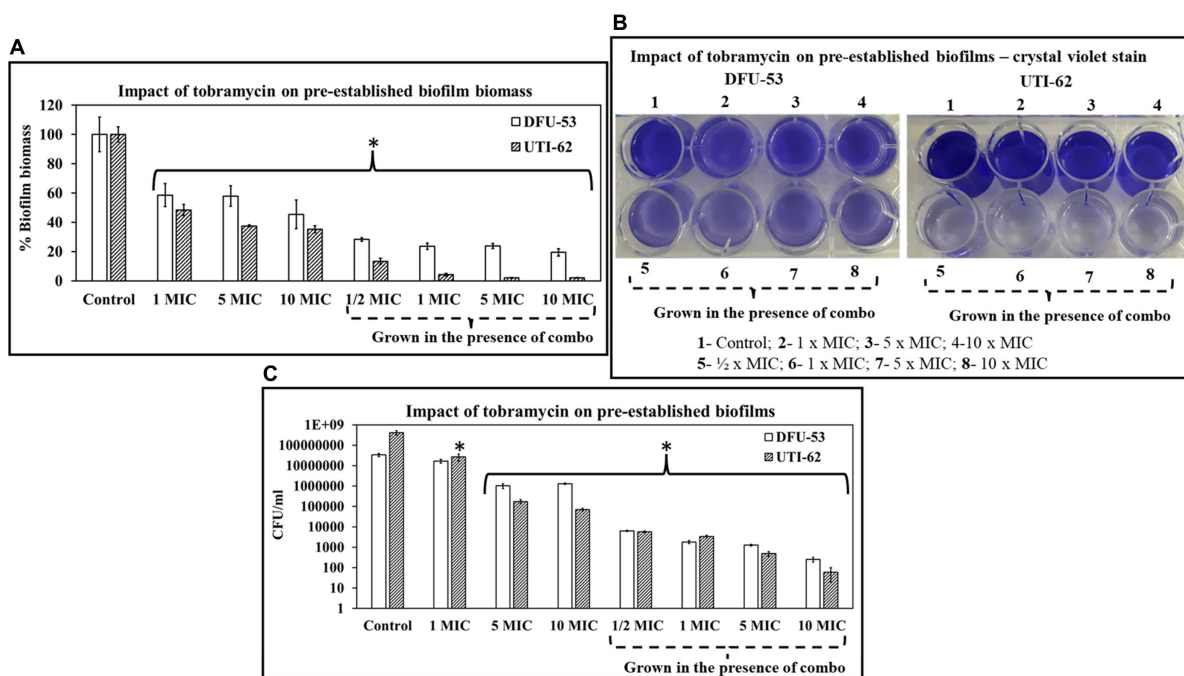 A
Impact of tobramycin on pre-established biofilm biomass
% Biofilm biomass
120
100
80
60
40
20
0
DFU-53
UTI-62
*
Control 1 MIC 5 MIC 10 MIC 1/2 MIC 1 MIC 5 MIC 10 MIC
Grown in the presence of combo
B
Impact of tobramycin on pre-established biofilms – crystal violet stain
DFU-53 UTI-62
1 2 3 4 1 2 3 4
5 6 7 8 5 6 7 8
Grown in the presence of combo Grown in the presence of combo
1- Control; 2- 1 x MIC; 3- 5 x MIC; 4-10 x MIC
5- ½ x MIC; 6- 1 x MIC; 7- 5 x MIC; 8- 10 x MIC
C
Impact of tobramycin on pre-established biofilms
CFU/ml
1E+09
100000000
10000000
1000000
100000
10000
1000
100
10
1
DFU-53
UTI-62
* *
Control 1 MIC 5 MIC 10 MIC 1/2 MIC 1 MIC 5 MIC 10 MIC
Grown in the presence of combo